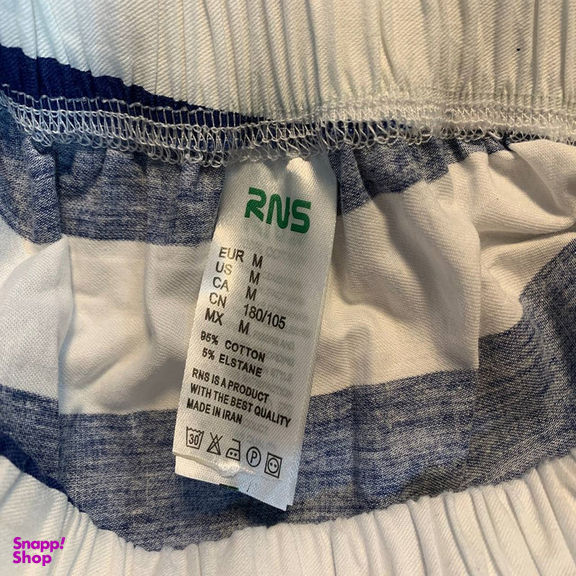 RNS
EUR M
US M
CA M
CN 180/105
MX M
95% COTTON
5% ELSTANE
RNS IS A PRODUCT
WITH THE BEST QUALITY
MADE IN IRAN
30 P
Snapp!
Shop